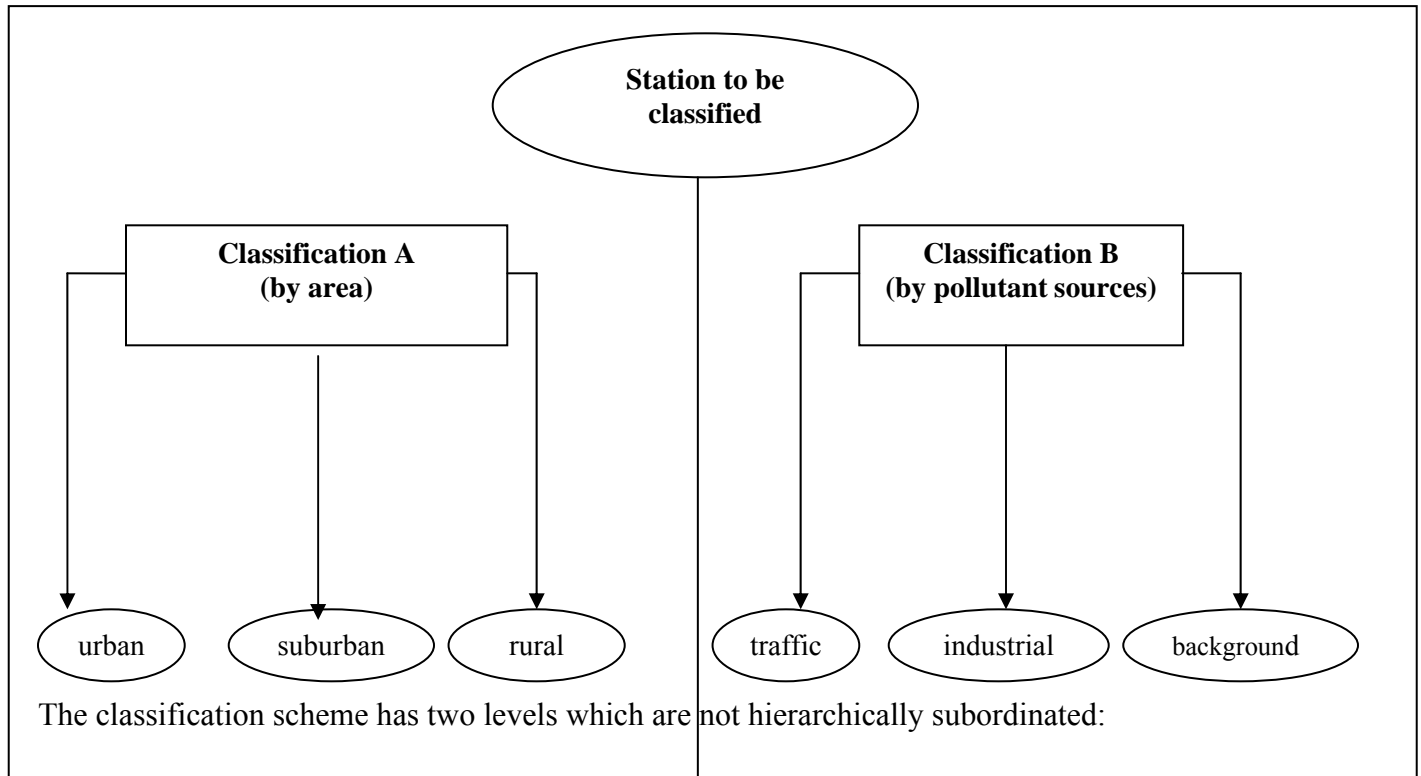 Station to be
classified
Classification A
(by area)
Classification B
(by pollutant sources)
urban
suburban
rural
traffic
industrial
background
The classification scheme has two levels which are not hierarchically subordinated: